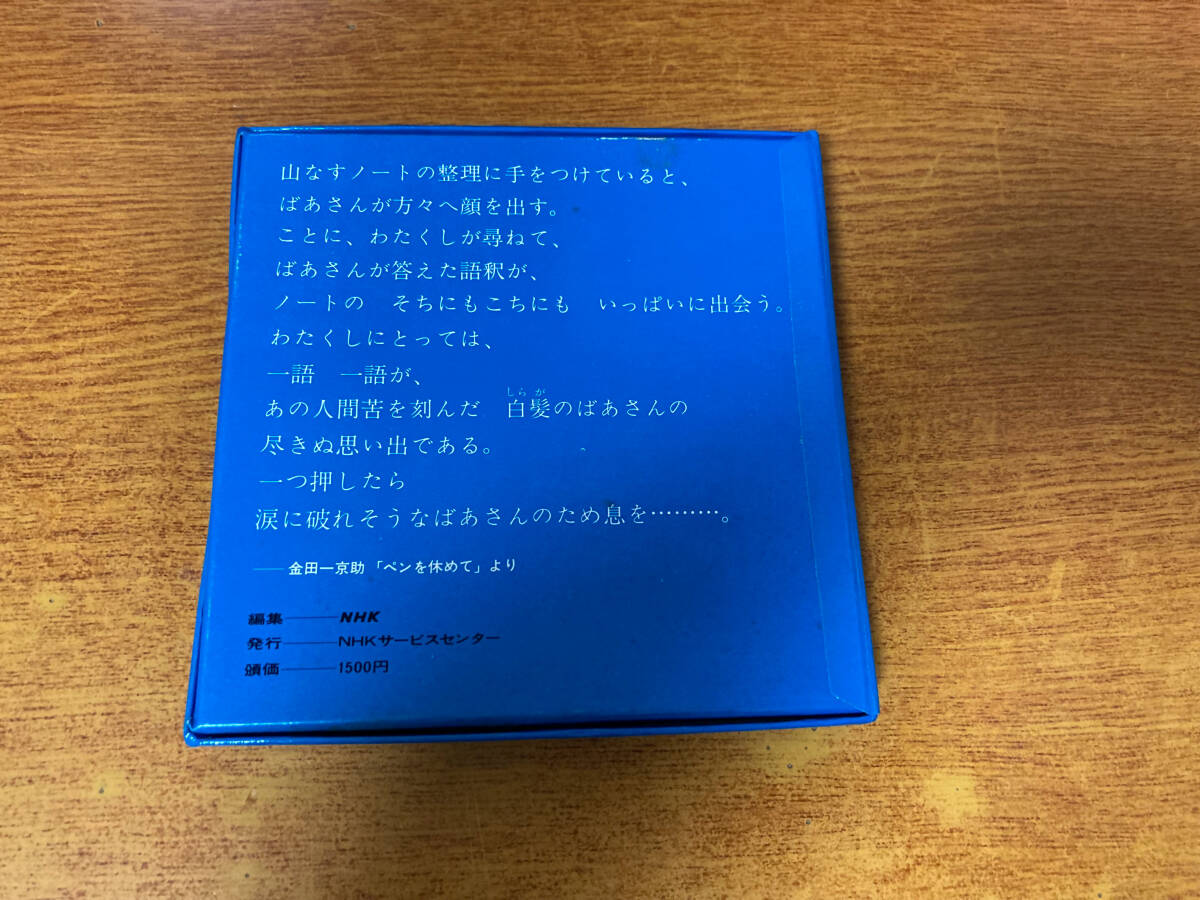 山なすノートの整理に手をつけていると、
ばあさんが方々へ顔を出す。
ことに、わたくしが尋ねて、
ばあさんが答えた語釈が、
ノートの　そちにもこちにも　いっぱいに出会う。
わたくしにとっては、
一語　一語が、
しらが
あの人間苦を刻んだ　白髪のばあさんの
尽きぬ思い出である。
一つ押したら
涙に破れそうなばあさんのため息を………。
――金田一京助「ペンを休めて」より
編集――NHK
発行――NHKサービスセンター
頒価――1500円